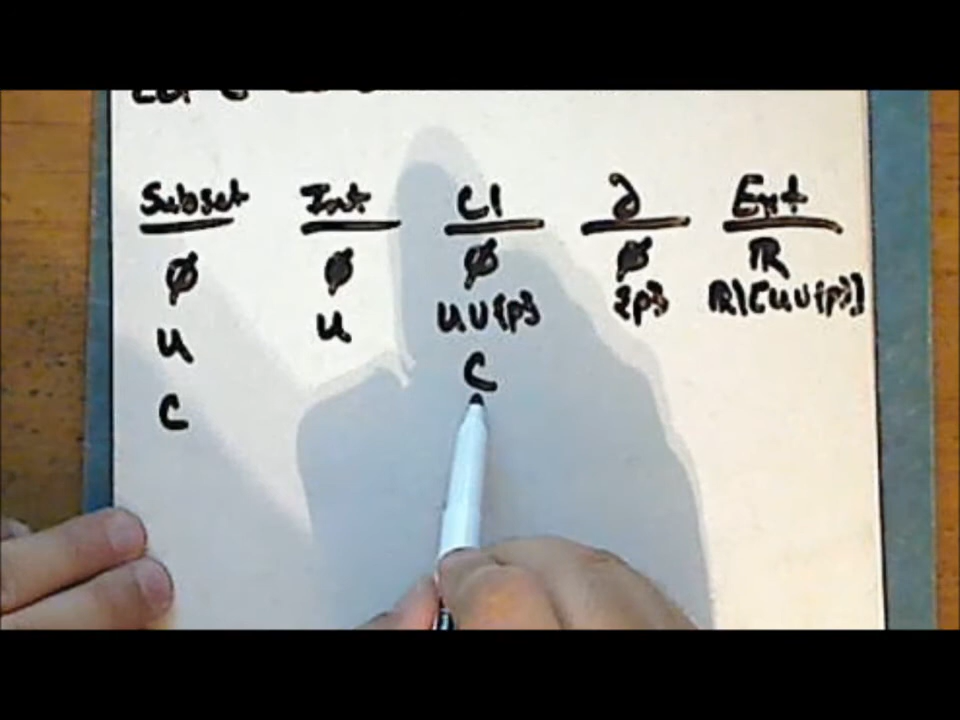 Subset Int Cl ∂ Ext
∅ ∅ ∅ ∅ ℝ
U U U∪{p} {p} ℝ\[U∪{p}]
C C